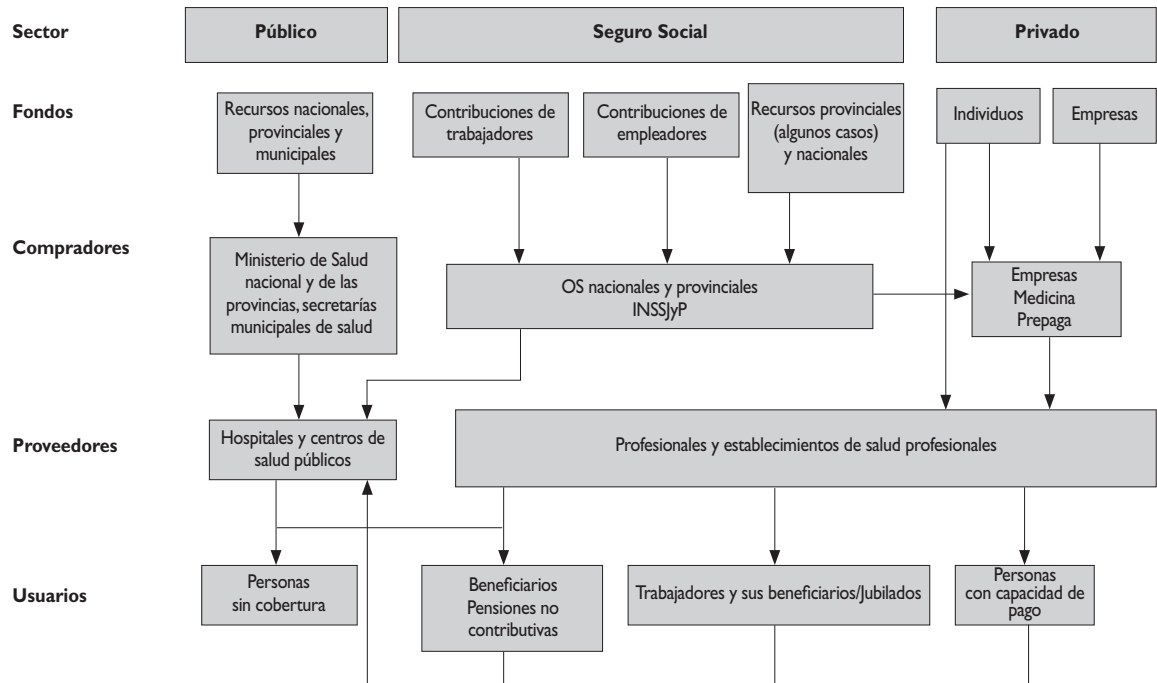 Sector
Público
Seguro Social
Privado
Fondos
Recursos nacionales,
provinciales y
municipales
Contribuciones de
trabajadores
Contribuciones de
empleadores
Recursos provinciales
(algunos casos)
y nacionales
Individuos
Empresas
Compradores
Ministerio de Salud
nacional y de las
provincias, secretarías
municipales de salud
OS nacionales y provinciales
INSSJyP
Empresas
Medicina
Prepaga
Proveedores
Hospitales y centros de
salud públicos
Profesionales y establecimientos de salud profesionales
Usuarios
Personas
sin cobertura
Beneficiarios
Pensiones no
contributivas
Trabajadores y sus beneficiarios/Jubilados
Personas
con capacidad de
pago